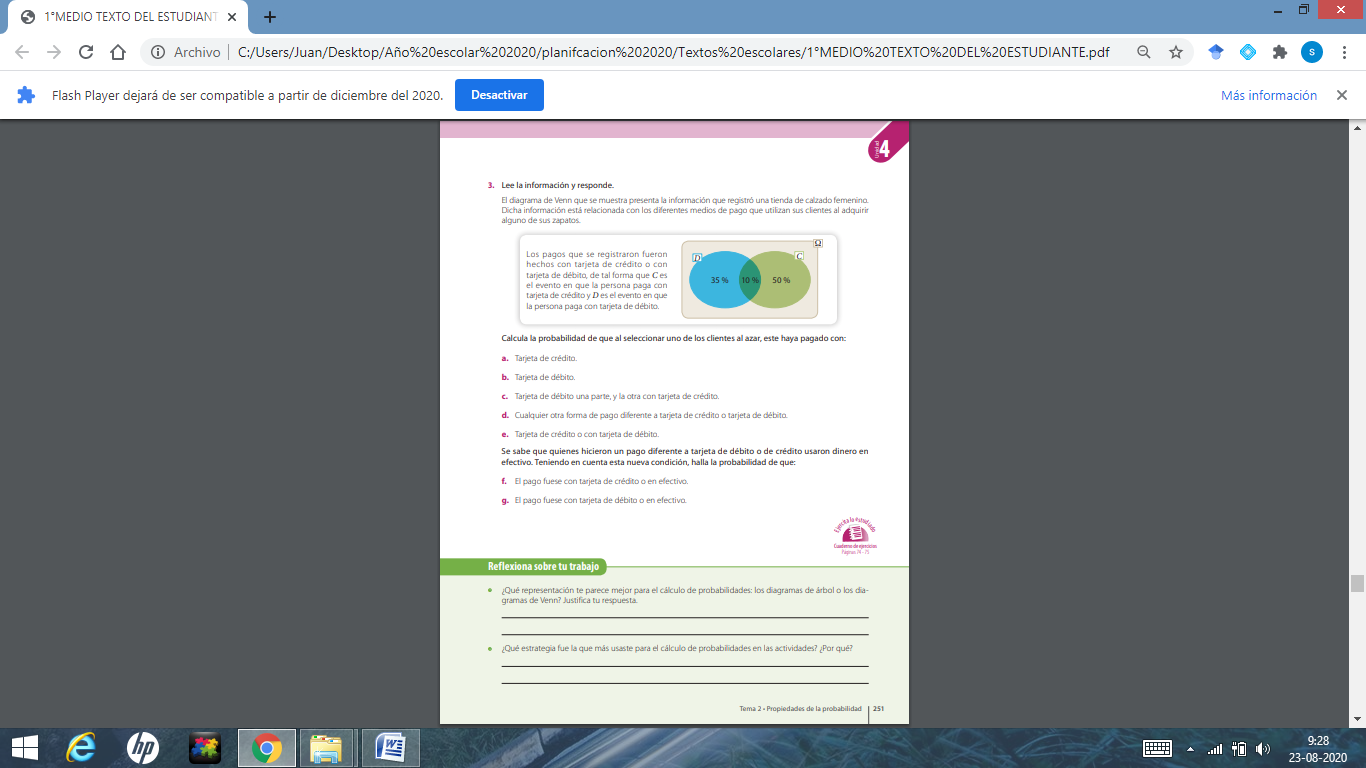 1°MEDIO TEXTO DEL ESTUDIANT
Archivo
C:/Users/Juan/Desktop/Año%20escolar%202020/planifcacion%202020/Textos%20escolares/1°MEDIO%20TEXTO%20DEL%20ESTUDIANTE.pdf
S
Flash Player dejará de ser compatible a partir de diciembre del 2020.
Desactivar
Más información
Unidad
4
3. Lee la información y responde.
El diagrama de Venn que se muestra presenta la información que registró una tienda de calzado femenino.
Dicha información está relacionada con los diferentes medios de pago que utilizan sus clientes al adquirir
alguno de sus zapatos.
Los pagos que se registraron fueron
hechos con tarjeta de crédito o con
tarjeta de débito, de tal forma que C es
el evento en que la persona paga con
tarjeta de crédito y D es el evento en que
la persona paga con tarjeta de débito.
Ω
D
C
35 %
10 %
50 %
Calcula la probabilidad de que al seleccionar uno de los clientes al azar, este haya pagado con:
a. Tarjeta de crédito.
b. Tarjeta de débito.
c. Tarjeta de débito una parte, y la otra con tarjeta de crédito.
d. Cualquier otra forma de pago diferente a tarjeta de crédito o tarjeta de débito.
e. Tarjeta de crédito o con tarjeta de débito.
Se sabe que quienes hicieron un pago diferente a tarjeta de débito o de crédito usaron dinero en
efectivo. Teniendo en cuenta esta nueva condición, halla la probabilidad de que:
f. El pago fuese con tarjeta de crédito o en efectivo.
g. El pago fuese con tarjeta de débito o en efectivo.
Ejercita lo estudiado
Cuaderno de ejercicios
Páginas 74 - 75
Reflexiona sobre tu trabajo
• ¿Qué representación te parece mejor para el cálculo de probabilidades: los diagramas de árbol o los dia-
gramas de Venn? Justifica tu respuesta.
• ¿Qué estrategia fue la que más usaste para el cálculo de probabilidades en las actividades? ¿Por qué?
Tema 2 • Propiedades de la probabilidad
251
hp
W
9:28
23-08-2020